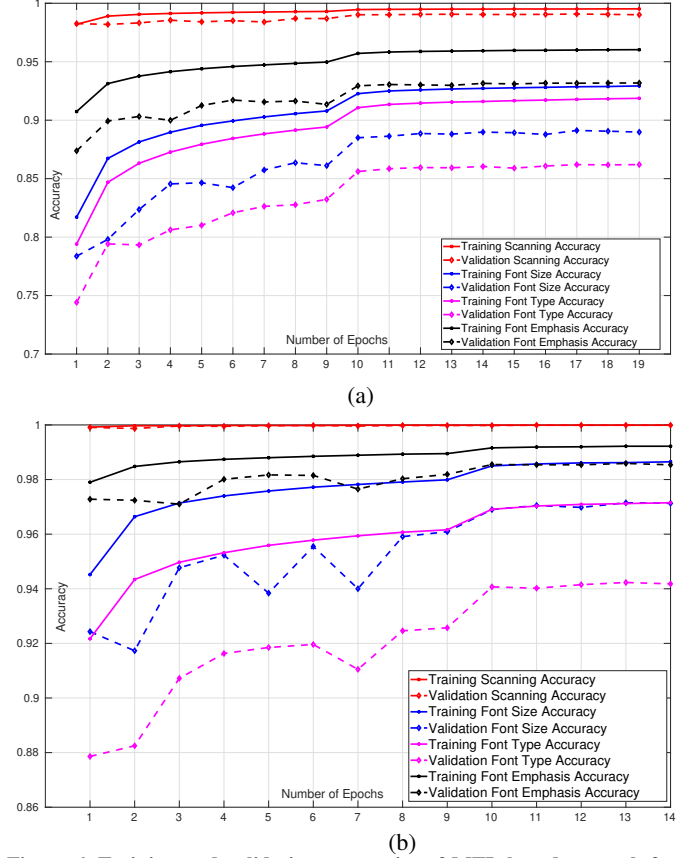 1
0.95
0.9
0.85
0.8
0.75
0.7
Accuracy
Number of Epochs
1 2 3 4 5 6 7 8 9 10 11 12 13 14 15 16 17 18 19
Training Scanning Accuracy
Validation Scanning Accuracy
Training Font Size Accuracy
Validation Font Size Accuracy
Training Font Type Accuracy
Validation Font Type Accuracy
Training Font Emphasis Accuracy
Validation Font Emphasis Accuracy
(a)
1
0.98
0.96
0.94
0.92
0.9
0.88
0.86
Accuracy
Number of Epochs
1 2 3 4 5 6 7 8 9 10 11 12 13 14
Training Scanning Accuracy
Validation Scanning Accuracy
Training Font Size Accuracy
Validation Font Size Accuracy
Training Font Type Accuracy
Validation Font Type Accuracy
Training Font Emphasis Accuracy
Validation Font Emphasis Accuracy
(b)